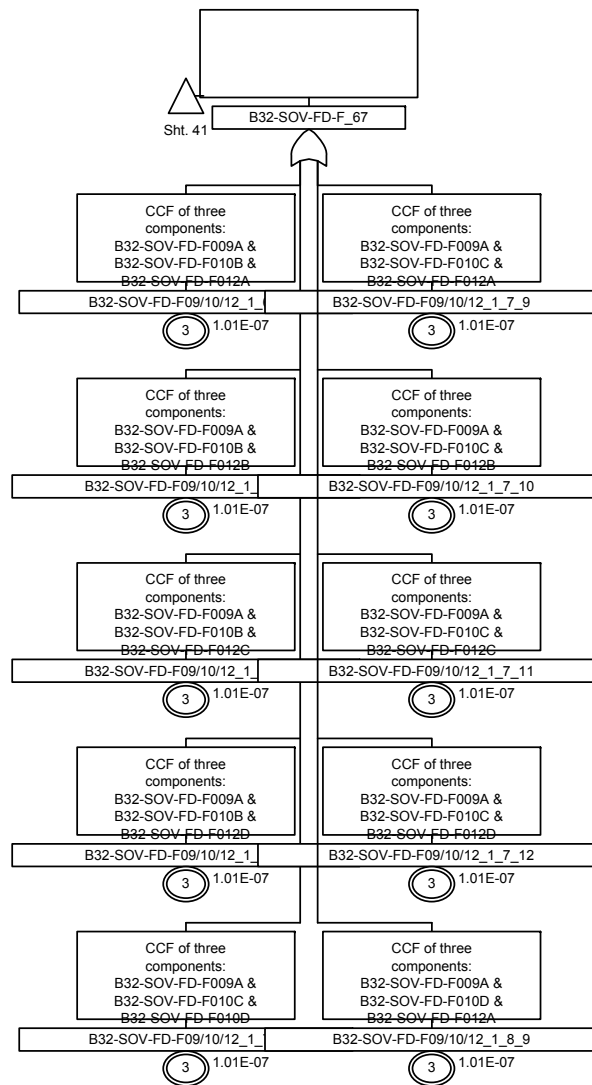 B32-SOV-FD-F_67
Sht. 41
CCF of three
components:
B32-SOV-FD-F009A &
B32-SOV-FD-F010B &
B32-SOV-FD-F012A
B32-SOV-FD-F09/10/12_1_
3
1.01E-07
CCF of three
components:
B32-SOV-FD-F009A &
B32-SOV-FD-F010C &
B32-SOV-FD-F012A
B32-SOV-FD-F09/10/12_1_7_9
3
1.01E-07
CCF of three
components:
B32-SOV-FD-F009A &
B32-SOV-FD-F010B &
B32-SOV-FD-F012B
B32-SOV-FD-F09/10/12_1_
3
1.01E-07
CCF of three
components:
B32-SOV-FD-F009A &
B32-SOV-FD-F010C &
B32-SOV-FD-F012B
B32-SOV-FD-F09/10/12_1_7_10
3
1.01E-07
CCF of three
components:
B32-SOV-FD-F009A &
B32-SOV-FD-F010B &
B32-SOV-FD-F012C
B32-SOV-FD-F09/10/12_1_
3
1.01E-07
CCF of three
components:
B32-SOV-FD-F009A &
B32-SOV-FD-F010C &
B32-SOV-FD-F012C
B32-SOV-FD-F09/10/12_1_7_11
3
1.01E-07
CCF of three
components:
B32-SOV-FD-F009A &
B32-SOV-FD-F010B &
B32-SOV-FD-F012D
B32-SOV-FD-F09/10/12_1_
3
1.01E-07
CCF of three
components:
B32-SOV-FD-F009A &
B32-SOV-FD-F010C &
B32-SOV-FD-F012D
B32-SOV-FD-F09/10/12_1_7_12
3
1.01E-07
CCF of three
components:
B32-SOV-FD-F009A &
B32-SOV-FD-F010C &
B32-SOV-FD-F010D
B32-SOV-FD-F09/10/12_1_
3
1.01E-07
CCF of three
components:
B32-SOV-FD-F009A &
B32-SOV-FD-F010D &
B32-SOV-FD-F012A
B32-SOV-FD-F09/10/12_1_8_9
3
1.01E-07